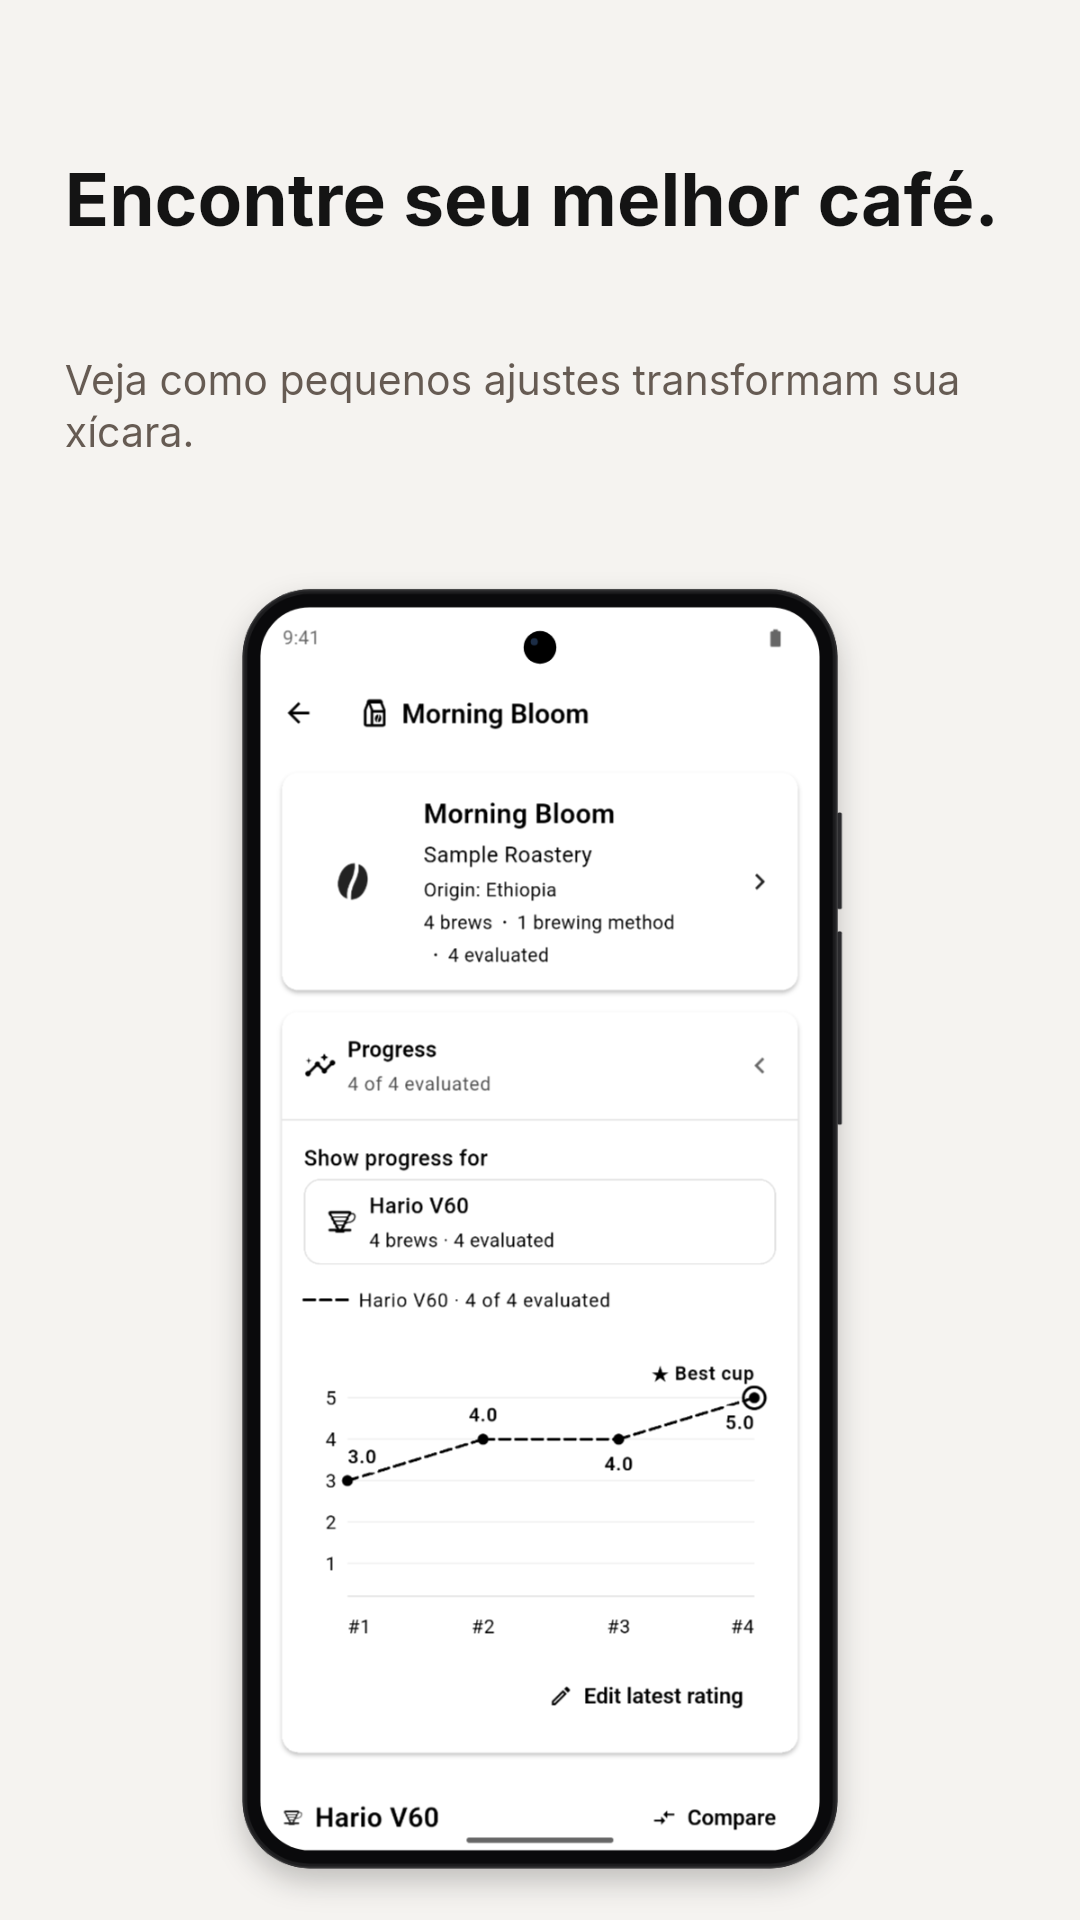 Encontre seu melhor café.
Veja como pequenos ajustes transformam sua
xícara.
9:41
Morning Bloom
Morning Bloom
Sample Roastery
Origin: Ethiopia
4 brews · 1 brewing method
· 4 evaluated
Progress
4 of 4 evaluated
Show progress for
Hario V60
4 brews · 4 evaluated
Hario V60 · 4 of 4 evaluated
★ Best cup
5
4.0
5.0
4
3.0
4.0
3
2
1
#1 #2 #3 #4
Edit latest rating
Hario V60 Compare